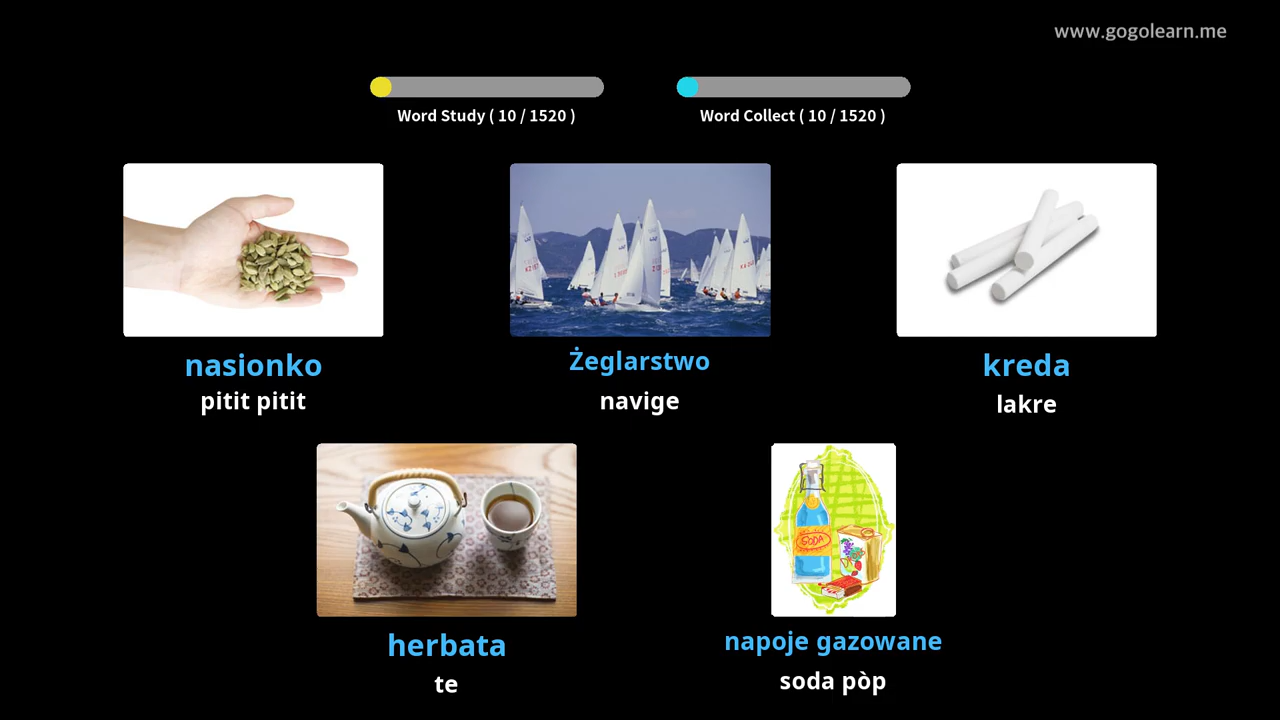 www.gogolearn.me
Word Study ( 10 / 1520 )
Word Collect ( 10 / 1520 )
nasionko
pitit pitit
Żeglarstwo
navige
kreda
lakre
SODA
herbata
te
napoje gazowane
soda pòp